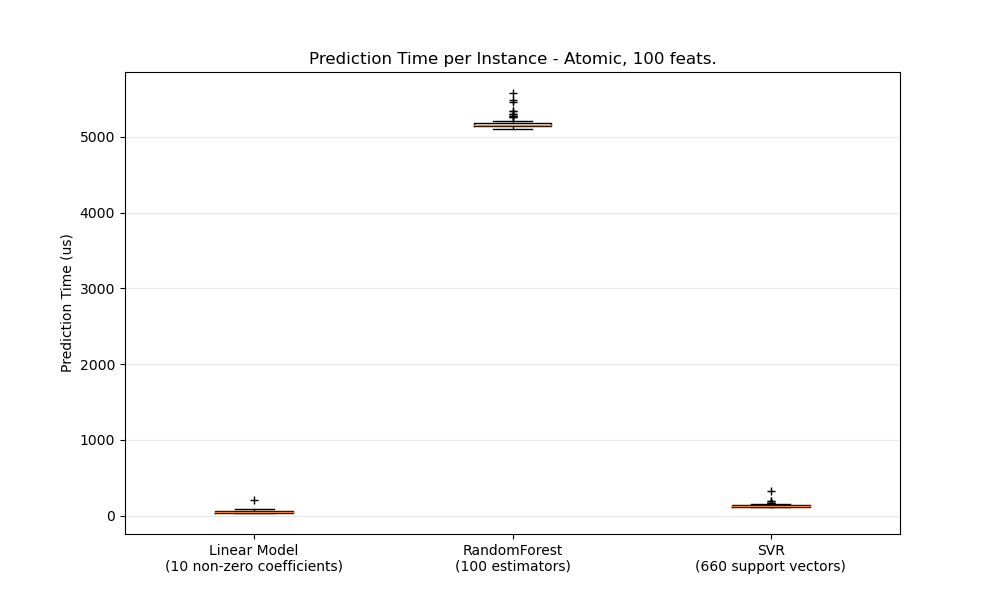 Prediction Time per Instance - Atomic, 100 feats.
Prediction Time (us)
5000
4000
3000
2000
1000
0
Linear Model
(10 non-zero coefficients)
RandomForest
(100 estimators)
SVR
(660 support vectors)